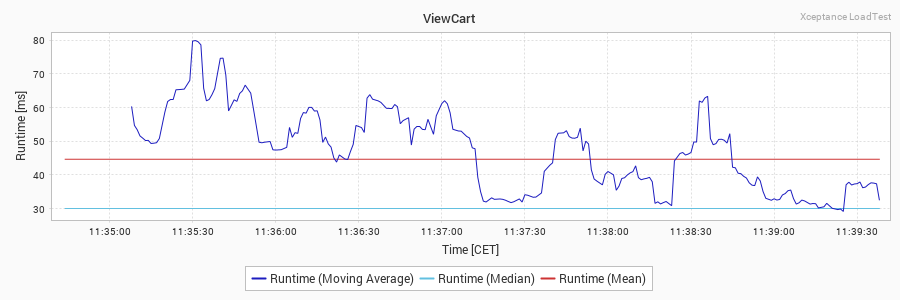 ViewCart
Xceptance LoadTest
Runtime [ms]
80
70
60
50
40
30
11:35:00 11:35:30 11:36:00 11:36:30 11:37:00 11:37:30 11:38:00 11:38:30 11:39:00 11:39:30
Time [CET]
Runtime (Moving Average) Runtime (Median) Runtime (Mean)